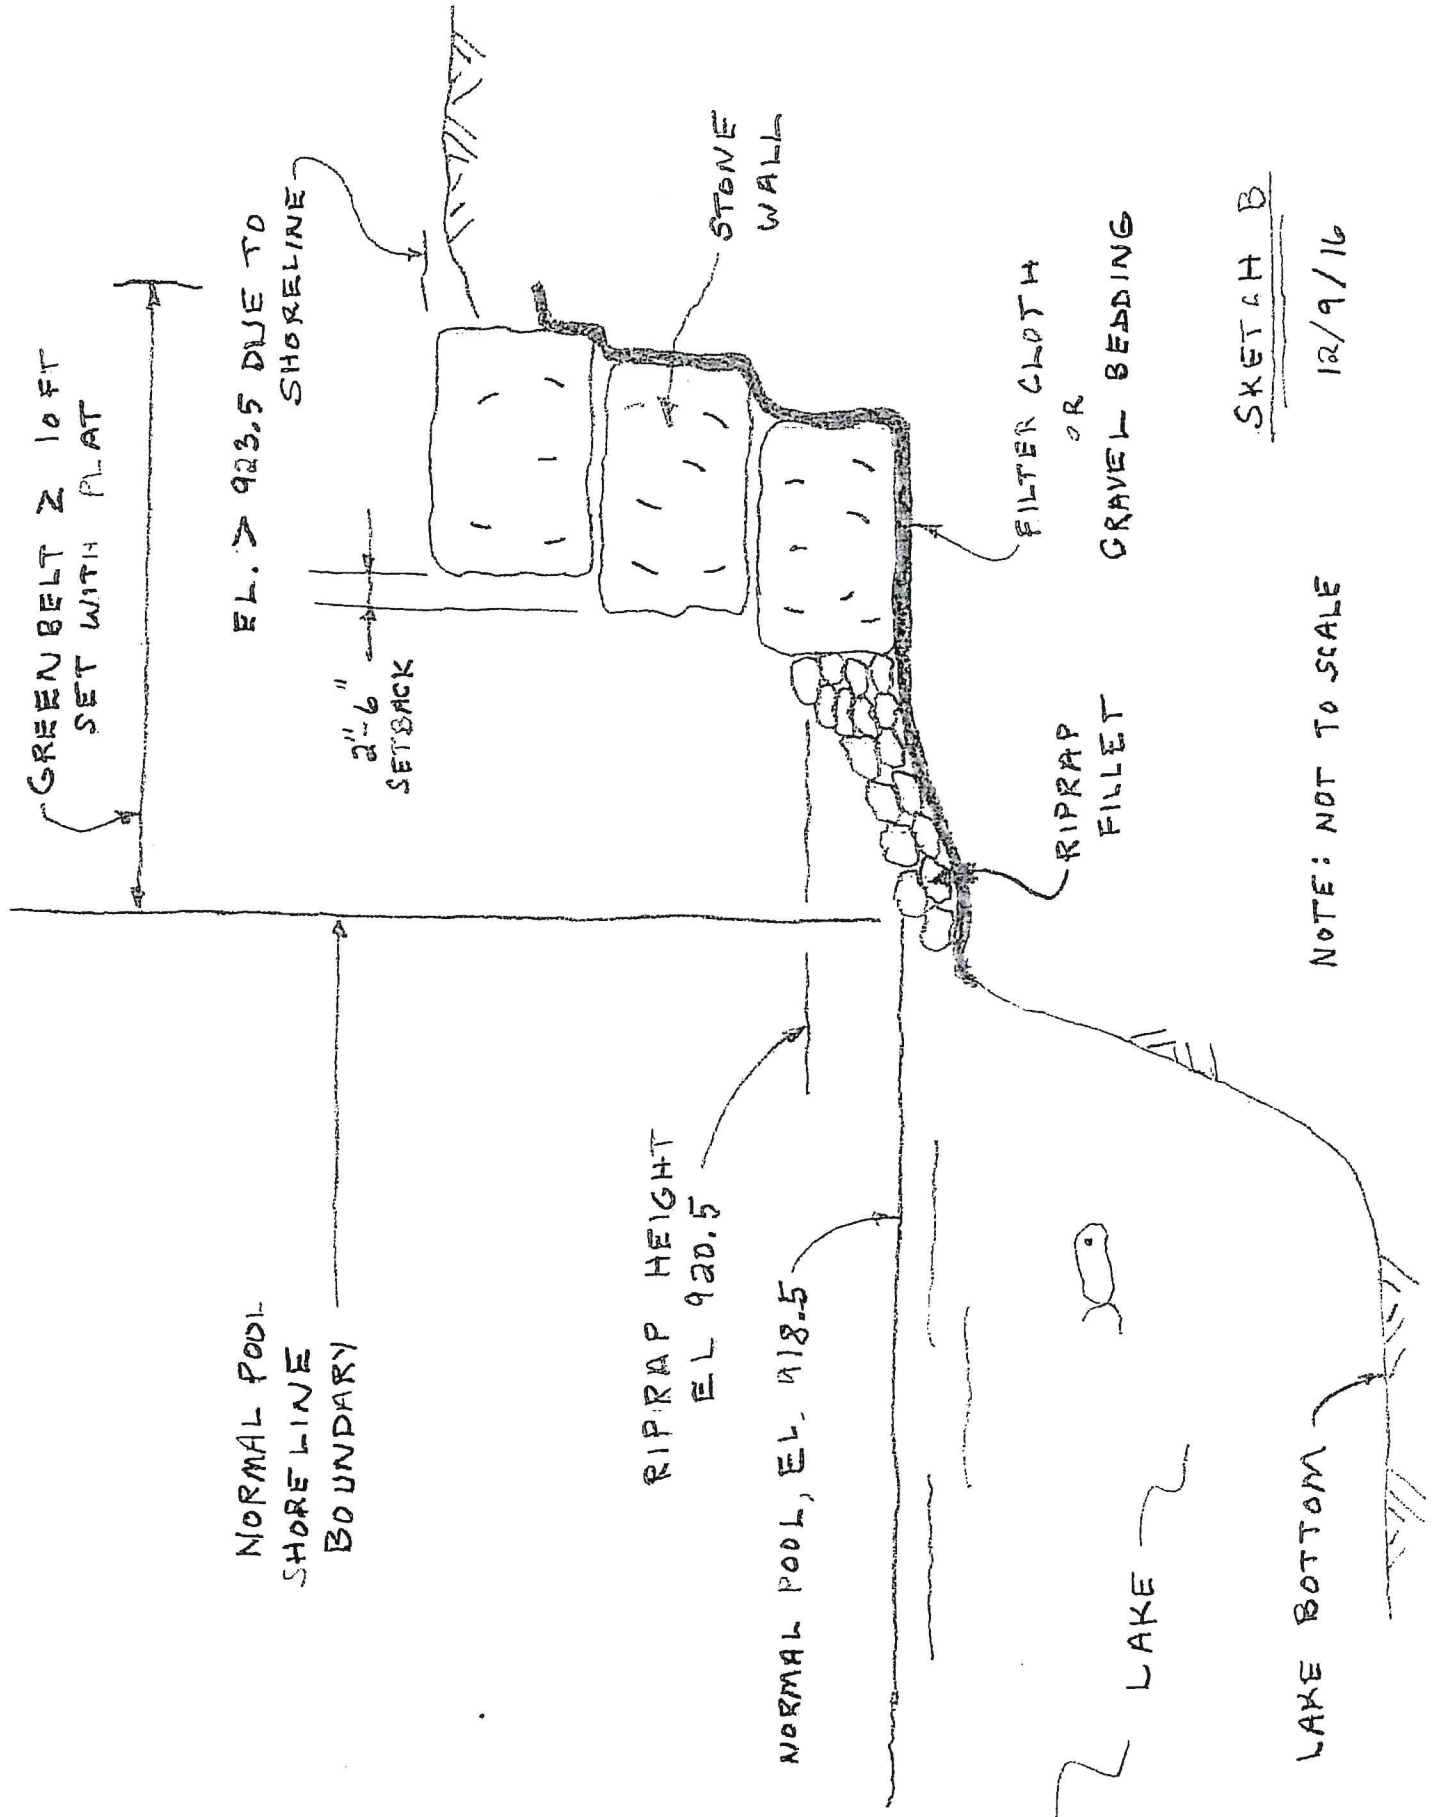 GREENBELT ≥ 10 FT
SET WITH PLAT
EL. > 923.5 DUE TO
SHORELINE
2"-6"
SETBACK
STONE
WALL
NORMAL POOL
SHORELINE
BOUNDARY
RIPRAP HEIGHT
EL 920.5
NORMAL POOL, EL. 918.5
FILTER CLOTH
OR
GRAVEL BEDDING
RIPRAP
FILLET
LAKE
LAKE BOTTOM
NOTE: NOT TO SCALE
SKETCH B
12/9/16